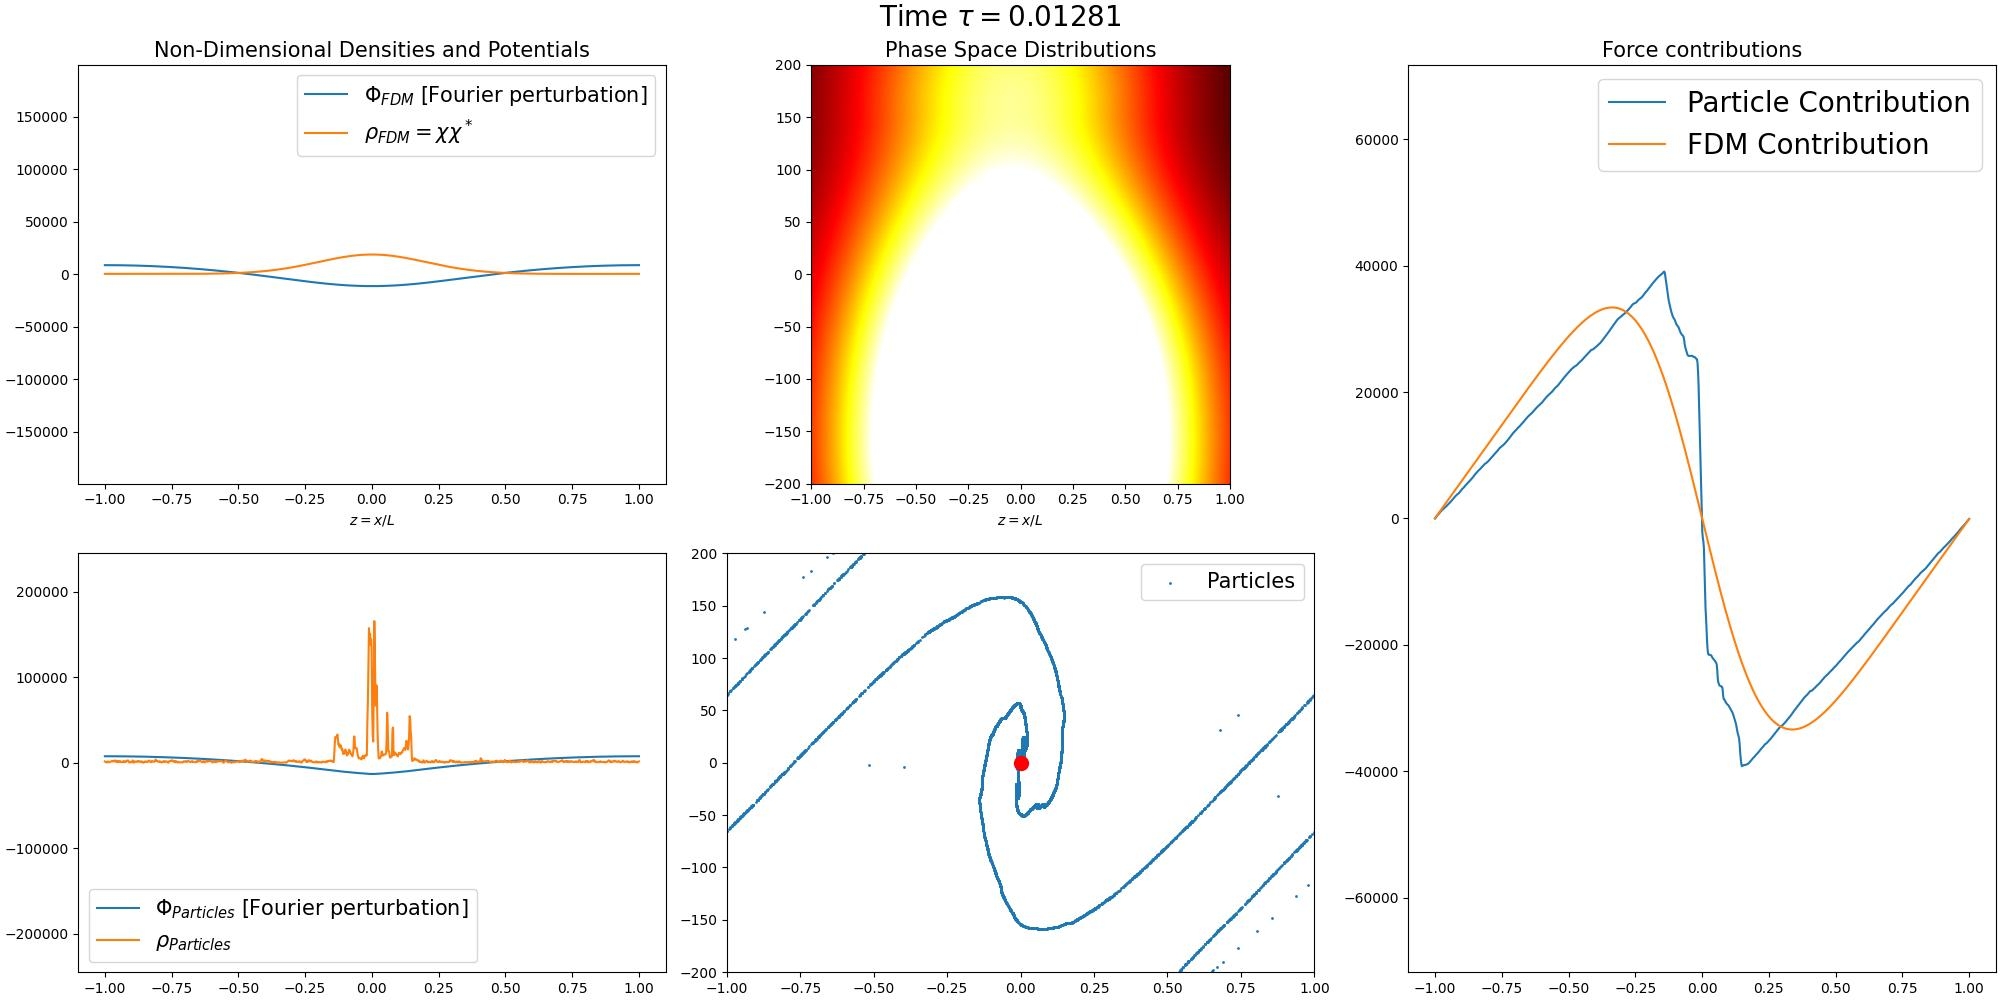 Time τ = 0.01281
Non-Dimensional Densities and Potentials
Φ_FDM [Fourier perturbation]
ρ_FDM = χχ*
150000
100000
50000
0
−50000
−100000
−150000
−1.00 −0.75 −0.50 −0.25 0.00 0.25 0.50 0.75 1.00
z = x/L
Phase Space Distributions
200
150
100
50
0
−50
−100
−150
−200
−1.00 −0.75 −0.50 −0.25 0.00 0.25 0.50 0.75 1.00
z = x/L
Force contributions
Particle Contribution
FDM Contribution
60000
40000
20000
0
−20000
−40000
−60000
−1.00 −0.75 −0.50 −0.25 0.00 0.25 0.50 0.75 1.00
200000
100000
0
−100000
−200000
Φ_Particles [Fourier perturbation]
ρ_Particles
−1.00 −0.75 −0.50 −0.25 0.00 0.25 0.50 0.75 1.00
Particles
200
150
100
50
0
−50
−100
−150
−200
−1.00 −0.75 −0.50 −0.25 0.00 0.25 0.50 0.75 1.00